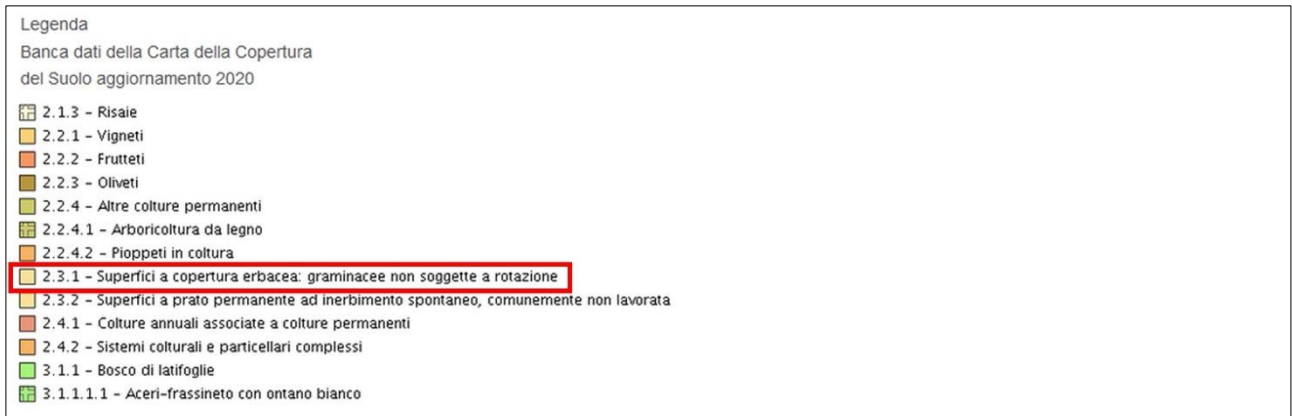 Legenda
Banca dati della Carta della Copertura
del Suolo aggiornamento 2020
2.1.3 - Risaie
2.2.1 - Vigneti
2.2.2 - Frutteti
2.2.3 - Oliveti
2.2.4 - Altre colture permanenti
2.2.4.1 - Arboricoltura da legno
2.2.4.2 - Pioppeti in coltura
2.3.1 - Superfici a copertura erbacea: graminacee non soggette a rotazione
2.3.2 - Superfici a prato permanente ad inerbimento spontaneo, comunemente non lavorata
2.4.1 - Colture annuali associate a colture permanenti
2.4.2 - Sistemi colturali e particellari complessi
3.1.1 - Bosco di latifoglie
3.1.1.1.1 - Aceri-frassineto con ontano bianco